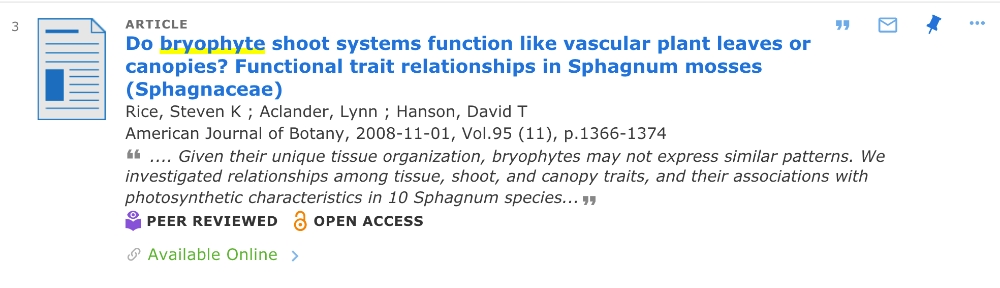 3
ARTICLE
Do bryophyte shoot systems function like vascular plant leaves or
canopies? Functional trait relationships in Sphagnum mosses
(Sphagnaceae)
Rice, Steven K ; Aclander, Lynn ; Hanson, David T
American Journal of Botany, 2008-11-01, Vol.95 (11), p.1366-1374
❝ .... Given their unique tissue organization, bryophytes may not express similar patterns. We
investigated relationships among tissue, shoot, and canopy traits, and their associations with
photosynthetic characteristics in 10 Sphagnum species... ❞
PEER REVIEWED OPEN ACCESS
Available Online